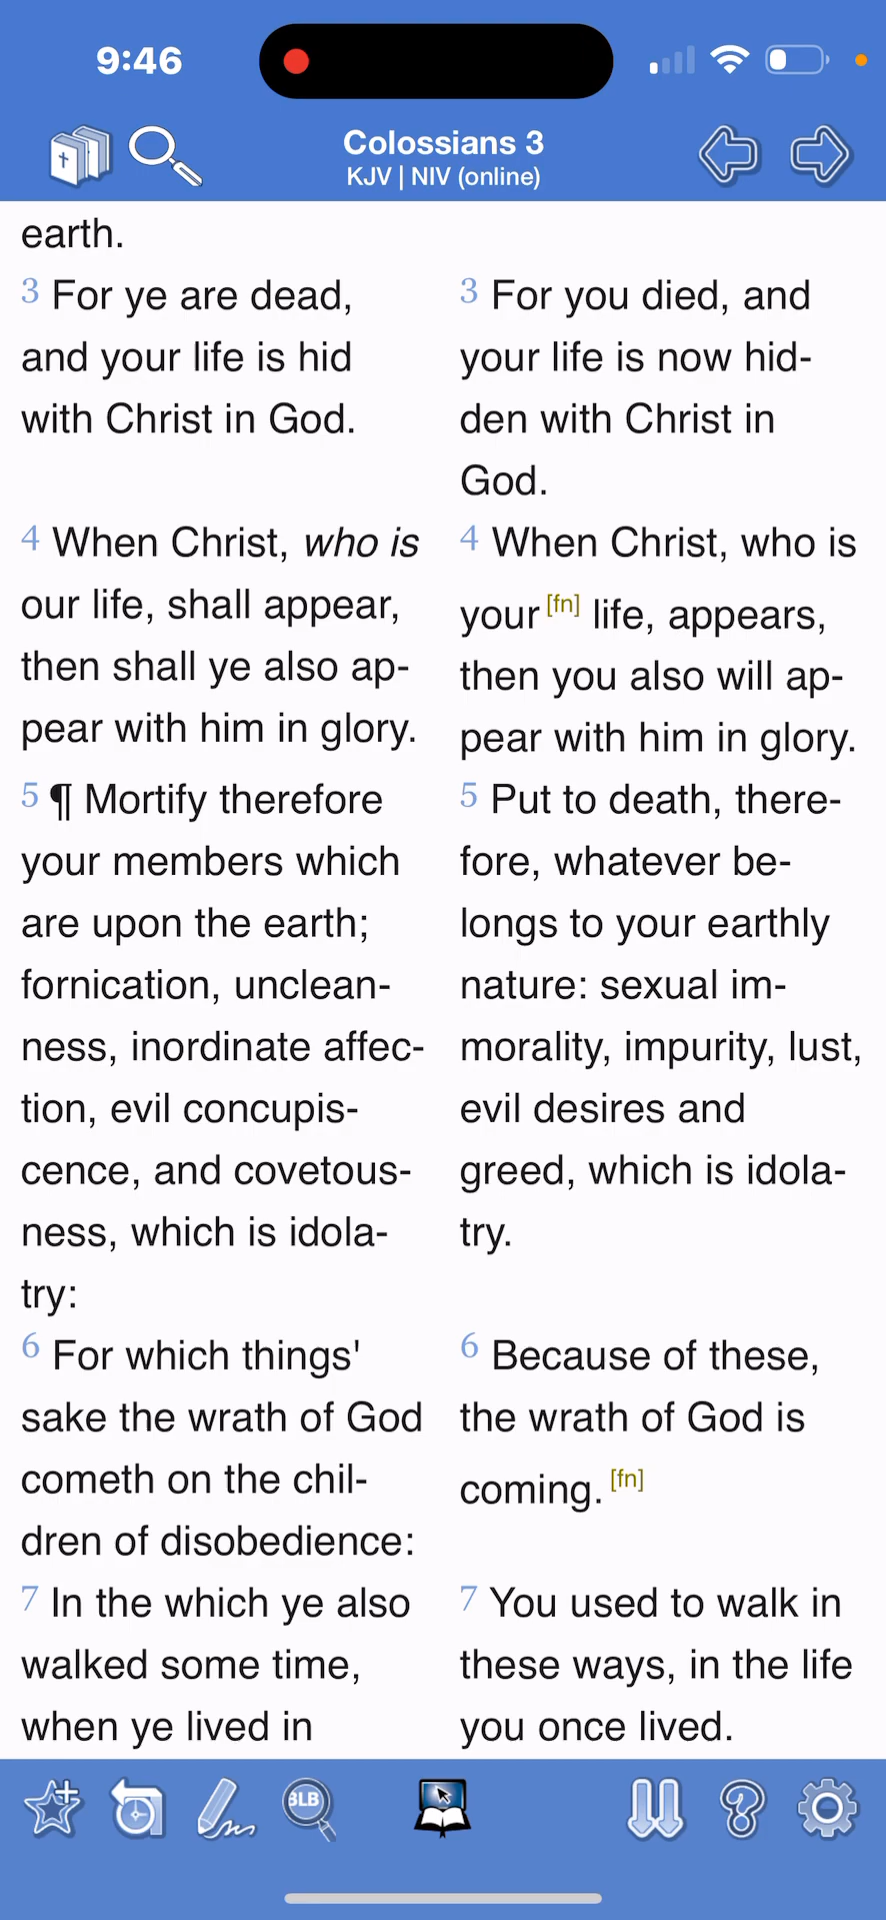 9:46
Colossians 3
KJV | NIV (online)
earth.
3 For ye are dead,
and your life is hid
with Christ in God.
4 When Christ, who is
our life, shall appear,
then shall ye also ap-
pear with him in glory.
5 ¶ Mortify therefore
your members which
are upon the earth;
fornication, unclean-
ness, inordinate affec-
tion, evil concupis-
cence, and covetous-
ness, which is idola-
try:
6 For which things'
sake the wrath of God
cometh on the chil-
dren of disobedience:
7 In the which ye also
walked some time,
when ye lived in
3 For you died, and
your life is now hid-
den with Christ in
God.
4 When Christ, who is
your [fn] life, appears,
then you also will ap-
pear with him in glory.
5 Put to death, there-
fore, whatever be-
longs to your earthly
nature: sexual im-
morality, impurity, lust,
evil desires and
greed, which is idola-
try.
6 Because of these,
the wrath of God is
coming. [fn]
7 You used to walk in
these ways, in the life
you once lived.
BLB